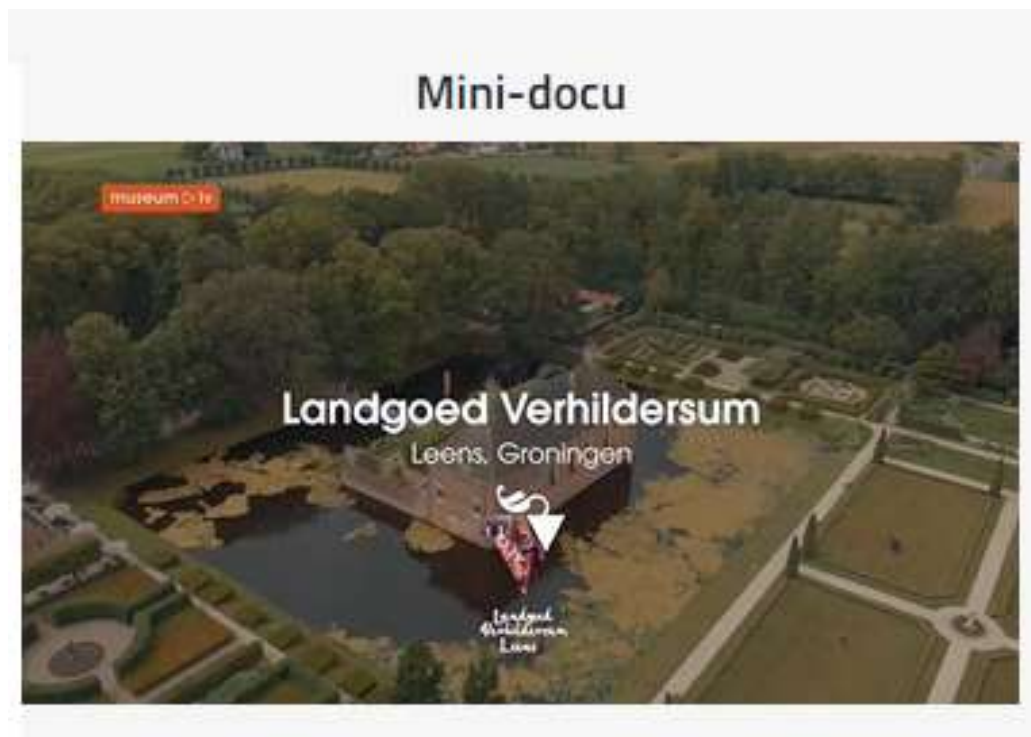 Mini-docu
museum tv
Landgoed Verhildersum
Leens, Groningen
Landgoed
Verhildersum
Leens